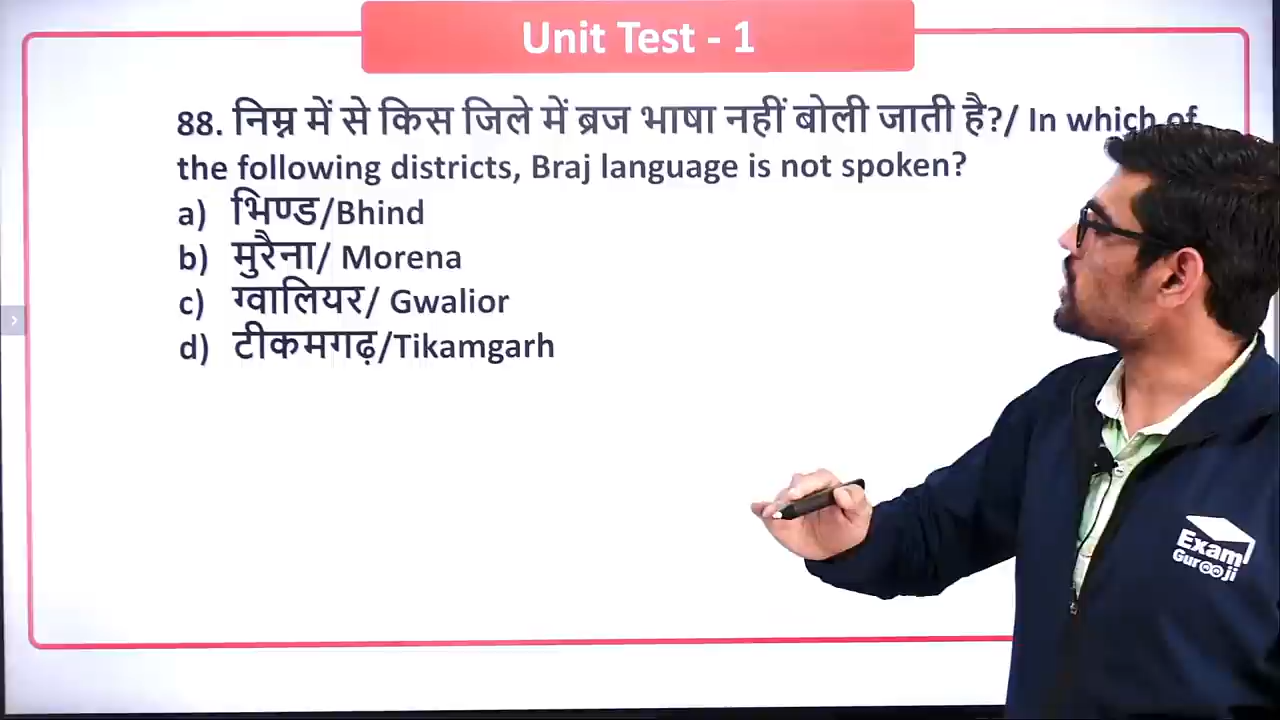 Unit Test - 1
88. निम्न में से किस जिले में ब्रज भाषा नहीं बोली जाती है?/ In which of
the following districts, Braj language is not spoken?
a) भिण्ड/Bhind
b) मुरैना/ Morena
c) ग्वालियर/ Gwalior
d) टीकमगढ़/Tikamgarh
Exam
Gurooji